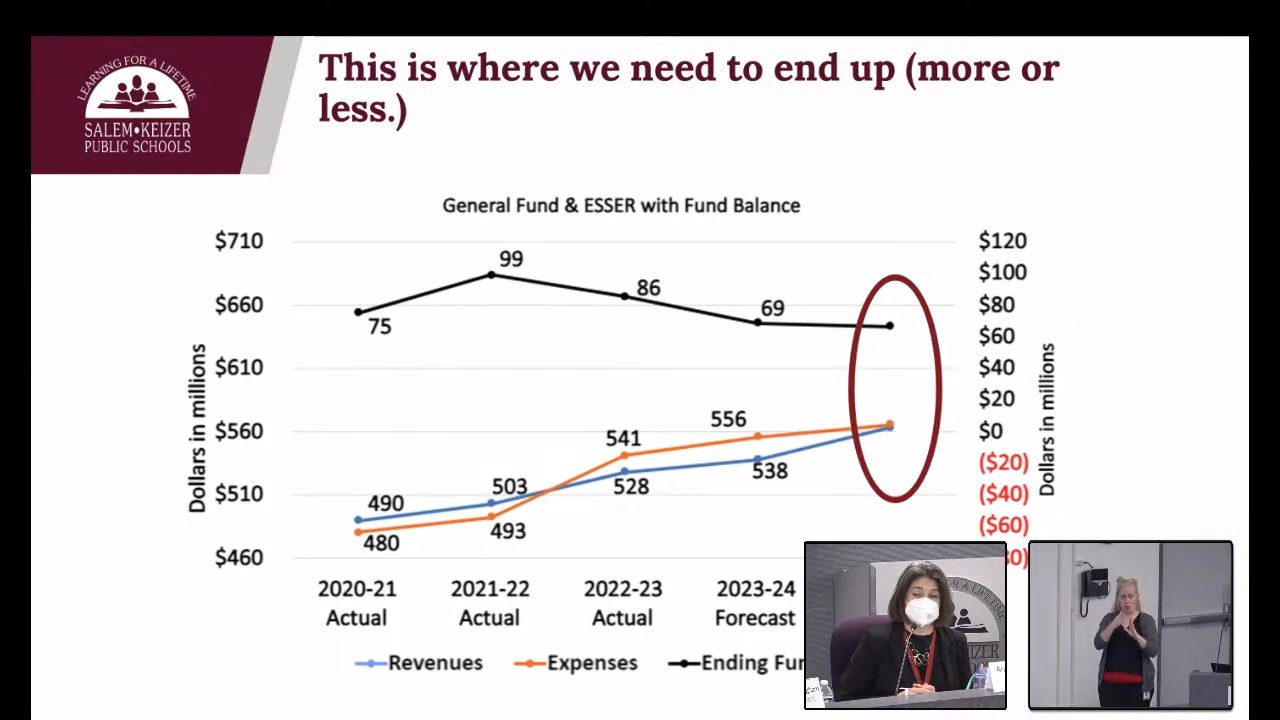 LEARNING FOR A LIFETIME
SALEM•KEIZER
PUBLIC SCHOOLS
This is where we need to end up (more or
less.)
General Fund & ESSER with Fund Balance
Dollars in millions
$710
$660
$610
$560
$510
$460
75
99
86
69
490
503
528
538
480
493
541
556
$120
$100
$80
$60
$40
$20
$0
($20)
($40)
($60)
Dollars in millions
2020-21
Actual
2021-22
Actual
2022-23
Actual
2023-24
Forecast
Revenues
Expenses
Ending Fun